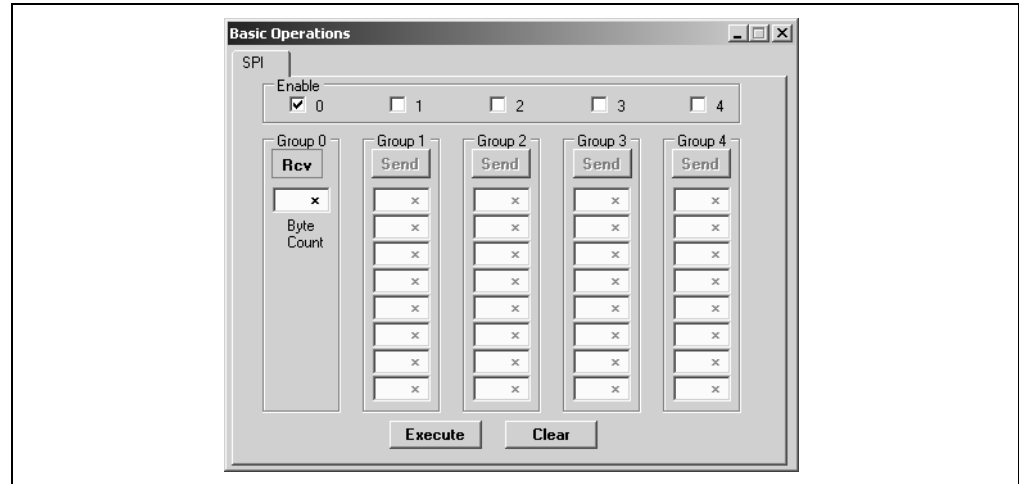 Basic Operations
SPI
Enable
0 1 2 3 4
Group 0 Group 1 Group 2 Group 3 Group 4
Rcv Send Send Send Send
x x x x x
Byte Count x x x x
x x x x
x x x x
x x x x
x x x x
x x x x
x x x x
Execute Clear